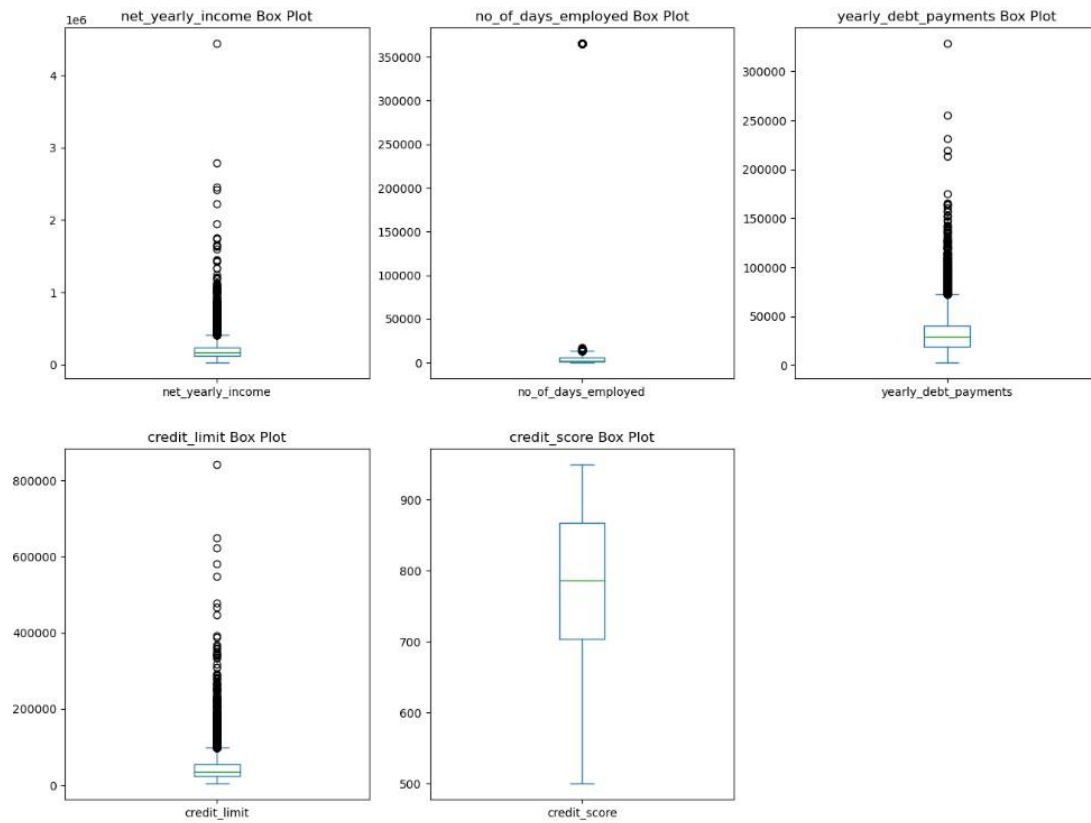 net_yearly_income Box Plot
1e6
4
3
2
1
0
net_yearly_income
no_of_days_employed Box Plot
350000
300000
250000
200000
150000
100000
50000
0
no_of_days_employed
yearly_debt_payments Box Plot
300000
250000
200000
150000
100000
50000
0
yearly_debt_payments
credit_limit Box Plot
800000
600000
400000
200000
0
credit_limit
credit_score Box Plot
900
800
700
600
500
credit_score